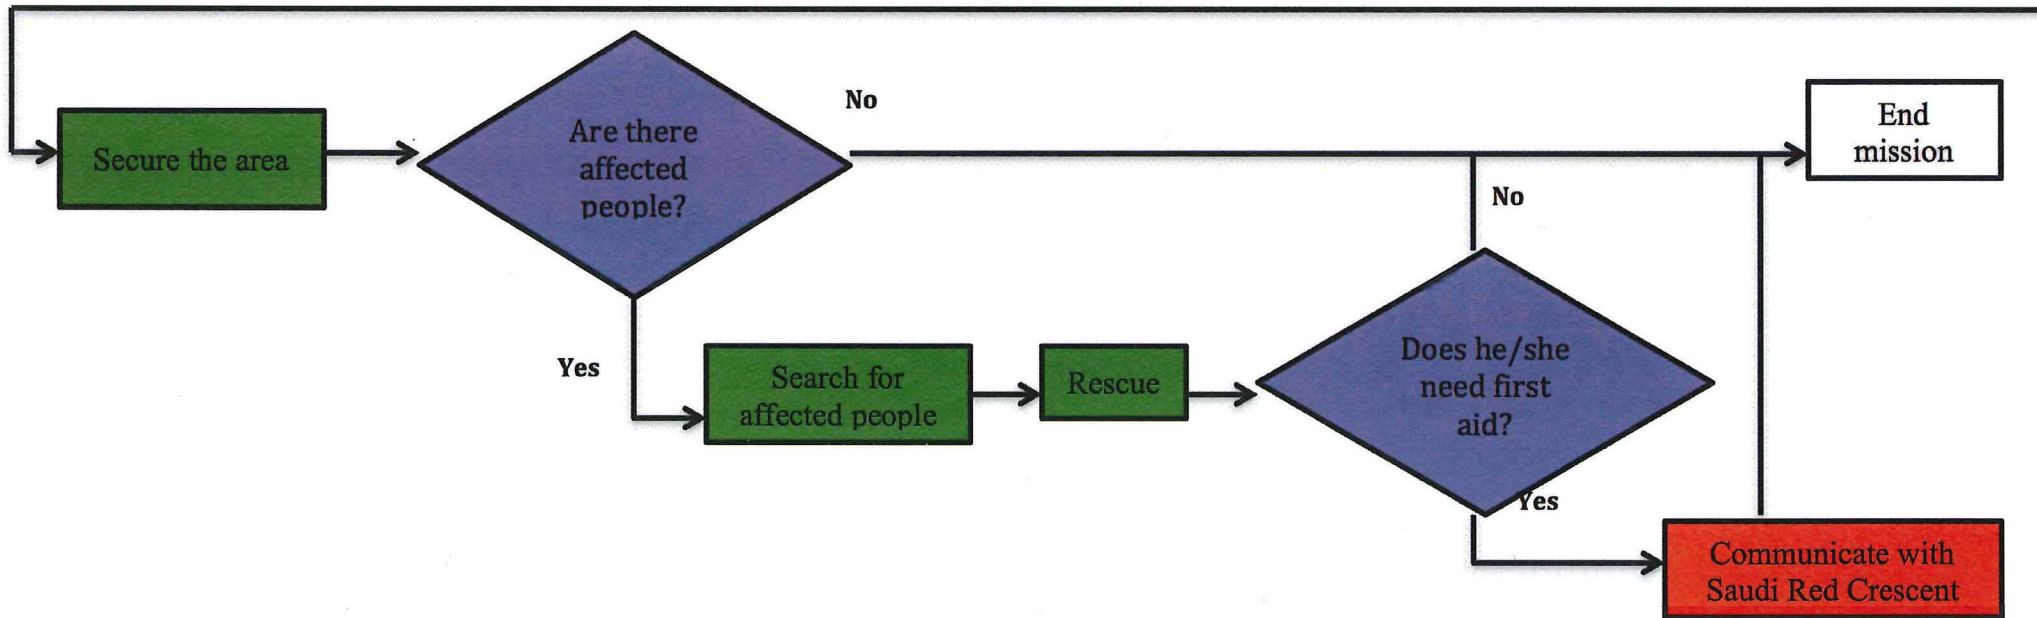 Secure the area
Are there
affected
people?
No
End
mission
No
Yes
Search for
affected people
Rescue
Does he/she
need first
aid?
Yes
Communicate with
Saudi Red Crescent